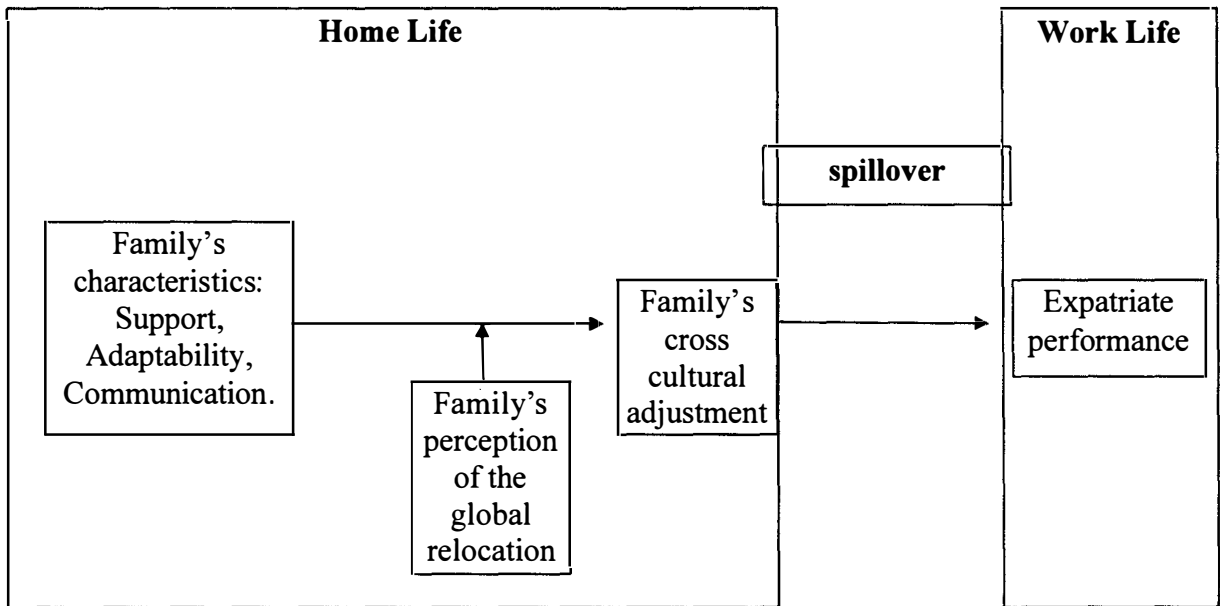 Home Life
Work Life
spillover
Family’s
characteristics:
Support,
Adaptability,
Communication.
Family’s
perception
of the
global
relocation
Family’s
cross
cultural
adjustment
Expatriate
performance